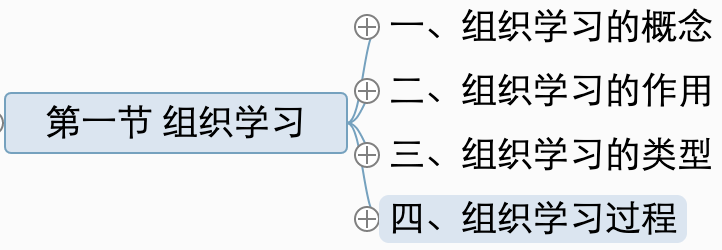 一、组织学习的概念
二、组织学习的作用
第一节 组织学习
三、组织学习的类型
四、组织学习过程